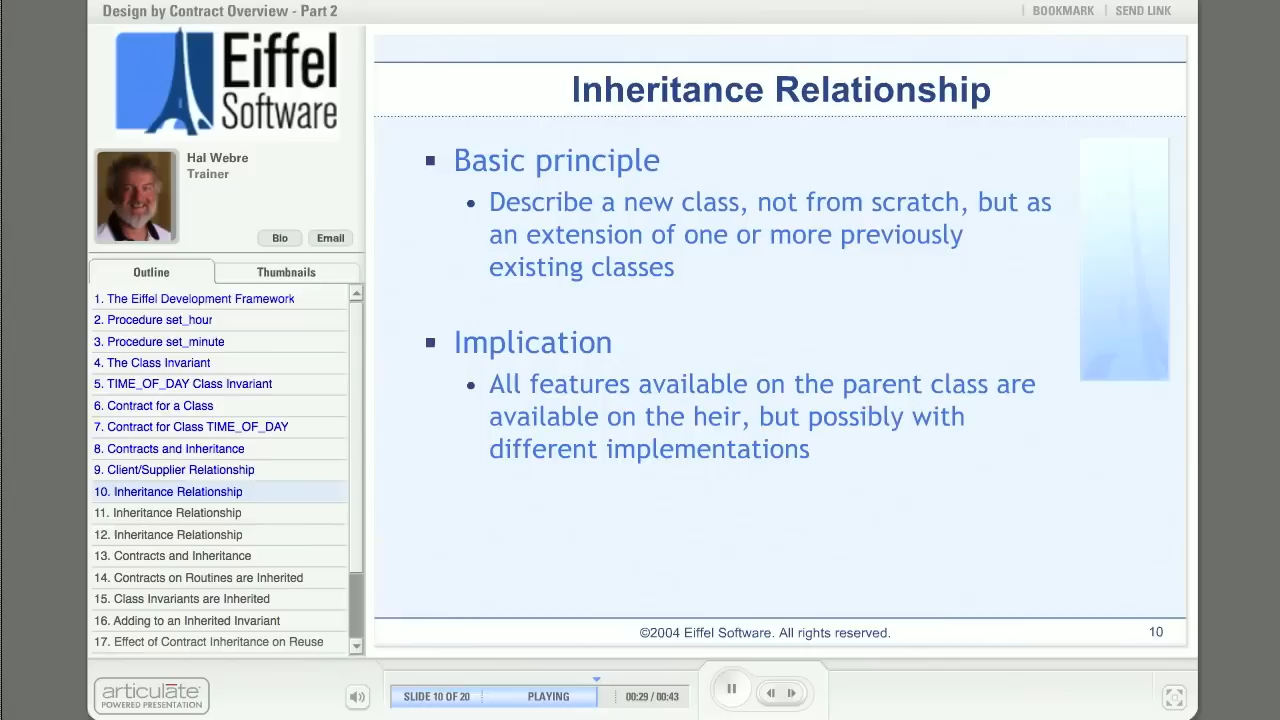 Design by Contract Overview - Part 2
BOOKMARK
SEND LINK
Eiffel
Software
Hal Webre
Trainer
Bio
Email
Outline
Thumbnails
1. The Eiffel Development Framework
2. Procedure set_hour
3. Procedure set_minute
4. The Class Invariant
5. TIME_OF_DAY Class Invariant
6. Contract for a Class
7. Contract for Class TIME_OF_DAY
8. Contracts and Inheritance
9. Client/Supplier Relationship
10. Inheritance Relationship
11. Inheritance Relationship
12. Inheritance Relationship
13. Contracts and Inheritance
14. Contracts on Routines are Inherited
15. Class Invariants are Inherited
16. Adding to an Inherited Invariant
17. Effect of Contract Inheritance on Reuse
Inheritance Relationship
Basic principle
Describe a new class, not from scratch, but as
an extension of one or more previously
existing classes
Implication
All features available on the parent class are
available on the heir, but possibly with
different implementations
©2004 Eiffel Software. All rights reserved.
10
articulate
POWERED PRESENTATION
SLIDE 10 OF 20
PLAYING
00:29 / 00:43